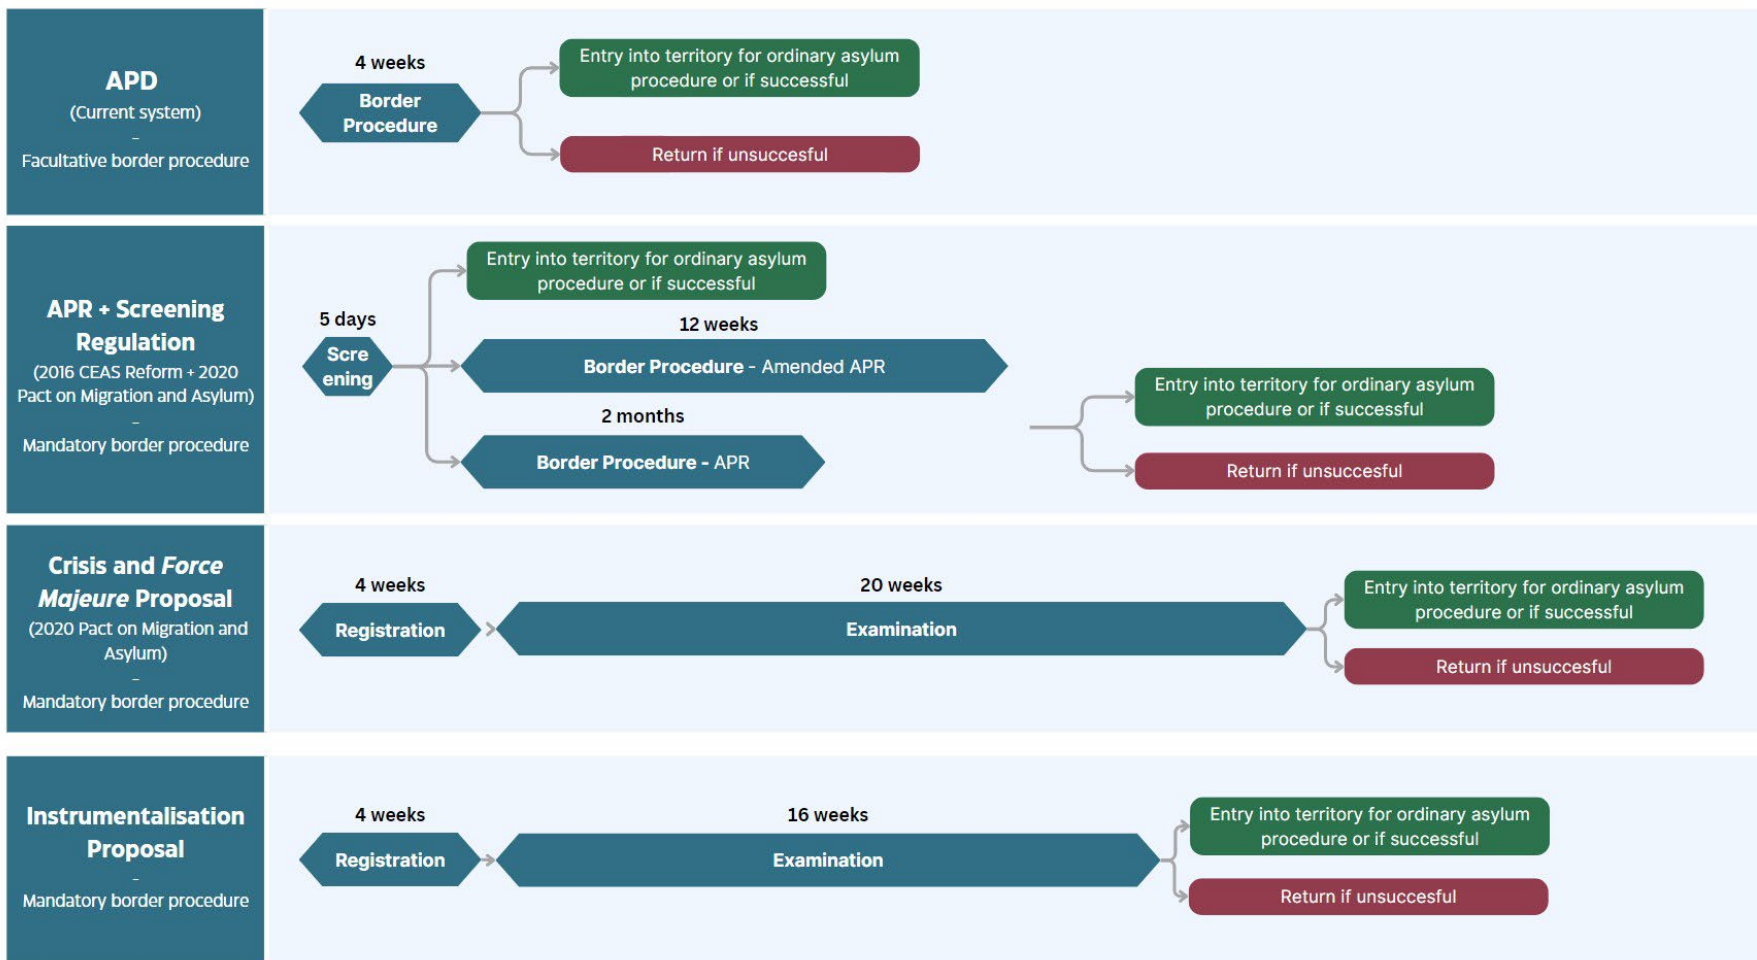 APD
(Current system)
–
Facultative border procedure
4 weeks
Border
Procedure
Entry into territory for ordinary asylum
procedure or if successful
Return if unsuccesful
APR + Screening
Regulation
(2016 CEAS Reform + 2020
Pact on Migration and Asylum)
–
Mandatory border procedure
5 days
Scre
ening
Entry into territory for ordinary asylum
procedure or if successful
12 weeks
Border Procedure - Amended APR
2 months
Border Procedure - APR
Entry into territory for ordinary asylum
procedure or if successful
Return if unsuccesful
Crisis and Force
Majeure Proposal
(2020 Pact on Migration and
Asylum)
–
Mandatory border procedure
4 weeks
Registration
20 weeks
Examination
Entry into territory for ordinary asylum
procedure or if successful
Return if unsuccesful
Instrumentalisation
Proposal
–
Mandatory border procedure
4 weeks
Registration
16 weeks
Examination
Entry into territory for ordinary asylum
procedure or if successful
Return if unsuccesful